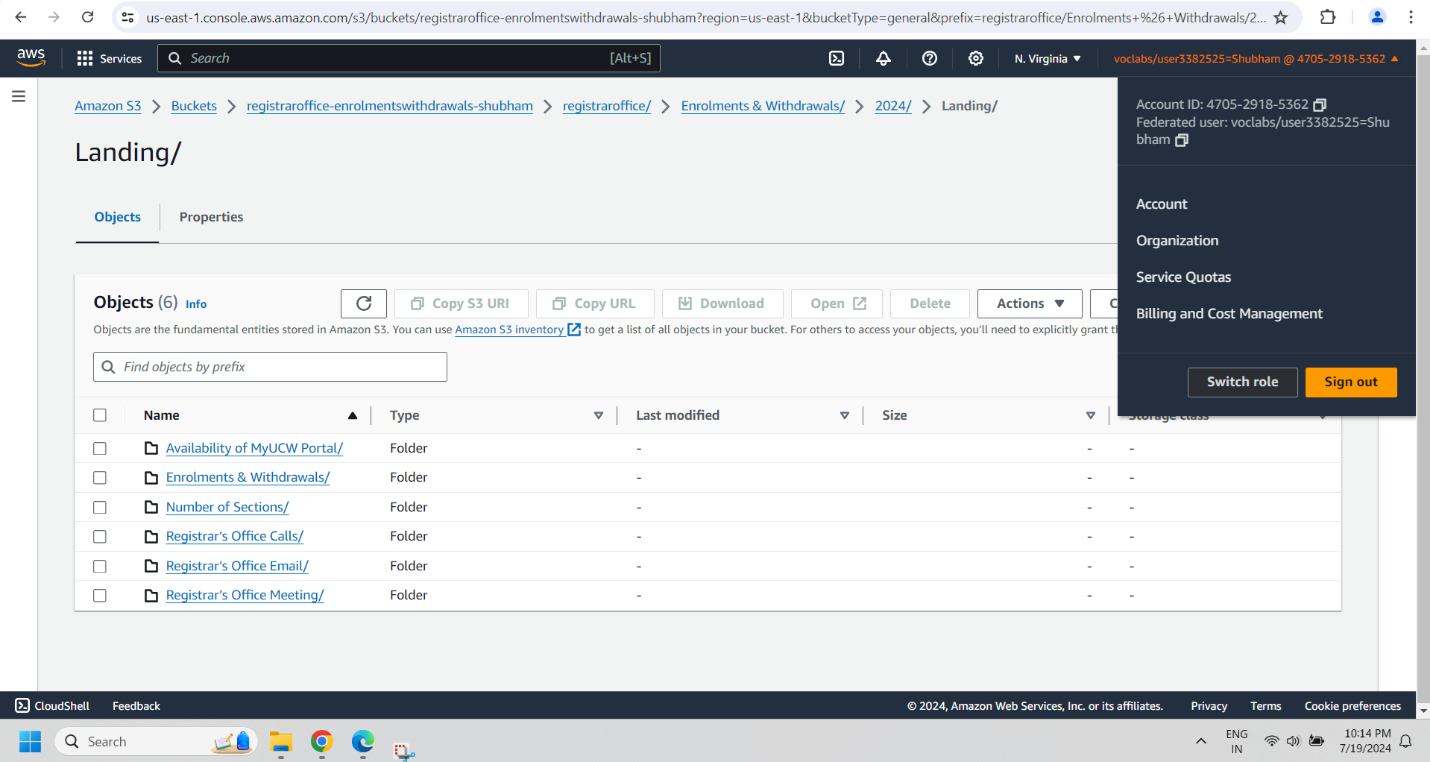 us-east-1.console.aws.amazon.com/s3/buckets/registraroffice-enrolmentswithdrawals-shubham?region=us-east-1&bucketType=general&prefix=registraroffice/Enrolments+%26+Withdrawals/2...
aws Services Search [Alt+S] N. Virginia voclabs/user3382525=Shubham @ 4705-2918-5362
Amazon S3 Buckets registraroffice-enrolmentswithdrawals-shubham registraroffice/ Enrolments & Withdrawals/ 2024/ Landing/
Account ID: 4705-2918-5362
Federated user: voclabs/user3382525=Shu
bham
Landing/
Objects Properties
Account
Organization
Service Quotas
Billing and Cost Management
Switch role Sign out
Objects (6) Info Copy S3 URI Copy URL Download Open Delete Actions C
Objects are the fundamental entities stored in Amazon S3. You can use Amazon S3 inventory to get a list of all objects in your bucket. For others to access your objects, you'll need to explicitly grant
Find objects by prefix
Name Type Last modified Size Storage class
Availability of MyUCW Portal/ Folder - - -
Enrolments & Withdrawals/ Folder - - -
Number of Sections/ Folder - - -
Registrar's Office Calls/ Folder - - -
Registrar's Office Email/ Folder - - -
Registrar's Office Meeting/ Folder - - -
CloudShell Feedback © 2024, Amazon Web Services, Inc. or its affiliates. Privacy Terms Cookie preferences
Search ENG
IN
10:14 PM
7/19/2024